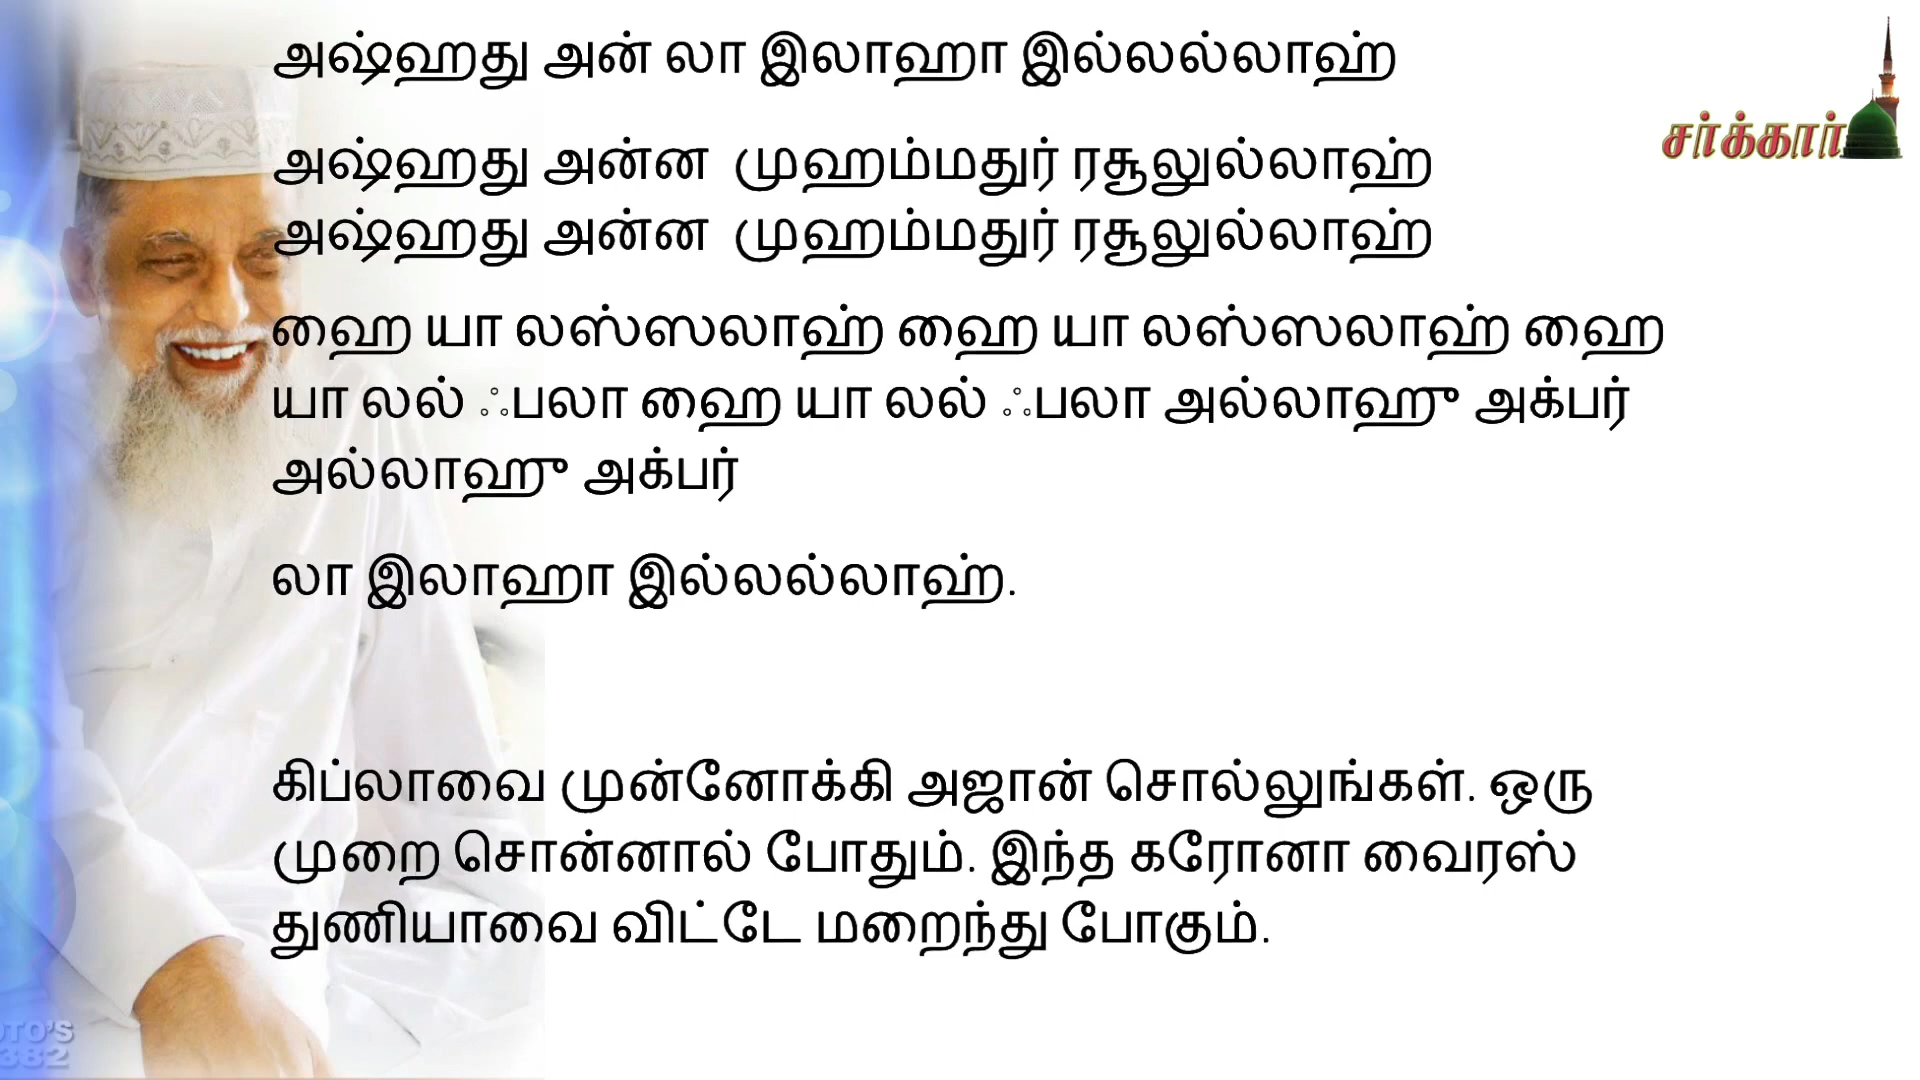 அஷ்ஹது அன் லா இலாஹா இல்லல்லாஹ்
சர்க்கார்
அஷ்ஹது அன்ன முஹம்மதுர் ரசூலுல்லாஹ்
அஷ்ஹது அன்ன முஹம்மதுர் ரசூலுல்லாஹ்
ஹை யா லஸ்ஸலாஹ் ஹை யா லஸ்ஸலாஹ் ஹை
யா லல் ஃபலா ஹை யா லல் ஃபலா அல்லாஹு அக்பர்
அல்லாஹு அக்பர்
லா இலாஹா இல்லல்லாஹ்.
கிப்லாவை முன்னோக்கி அஜான் சொல்லுங்கள். ஒரு
முறை சொன்னால் போதும். இந்த கரோனா வைரஸ்
துணியாவை விட்டே மறைந்து போகும்.
OTO'S
382